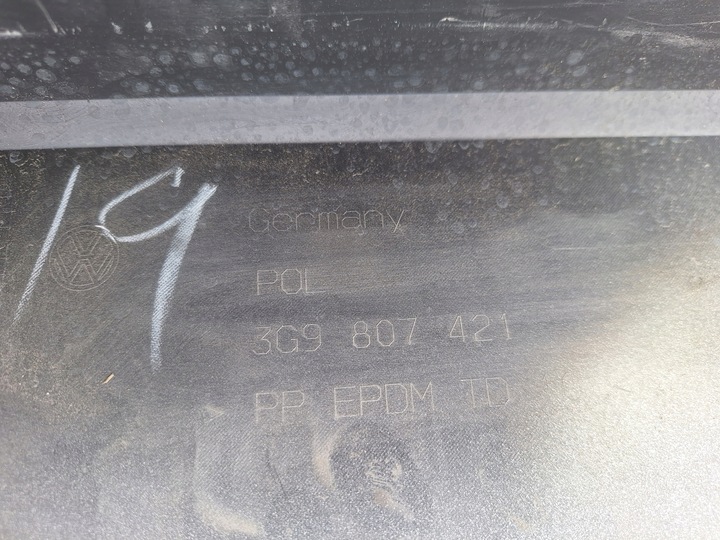 19
Germany
POL
3G9 807 421
PP EPDM TD